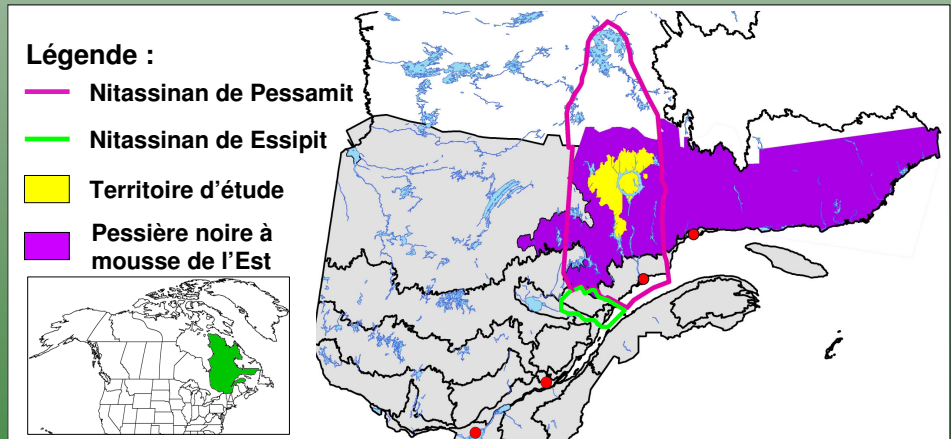 Légende :
Nitassinan de Pessamit
Nitassinan de Essipit
Territoire d'étude
Pessière noire à
mousse de l'Est